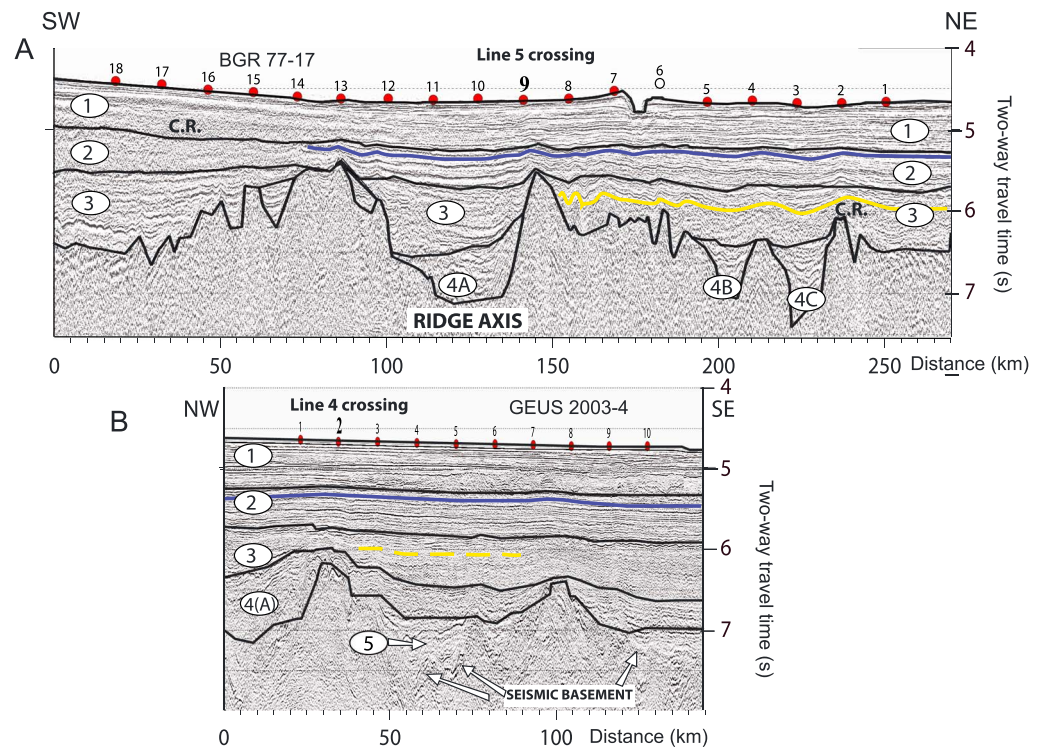 SW
NE
A
BGR 77-17
Line 5 crossing
4
18 17 16 15 14 13 12 11 10 9 8 7 6 5 4 3 2 1
1
C.R.
1
5
2
2
3
3
C.R.
3
6
4A
4B
4C
7
RIDGE AXIS
Two-way travel time (s)
0 50 100 150 200 250 Distance (km)
B
NW
Line 4 crossing
GEUS 2003-4
SE
4
1 2 3 4 5 6 7 8 9 10
1
5
2
3
6
4(A)
5
7
SEISMIC BASEMENT
Two-way travel time (s)
0 50 100 Distance (km)